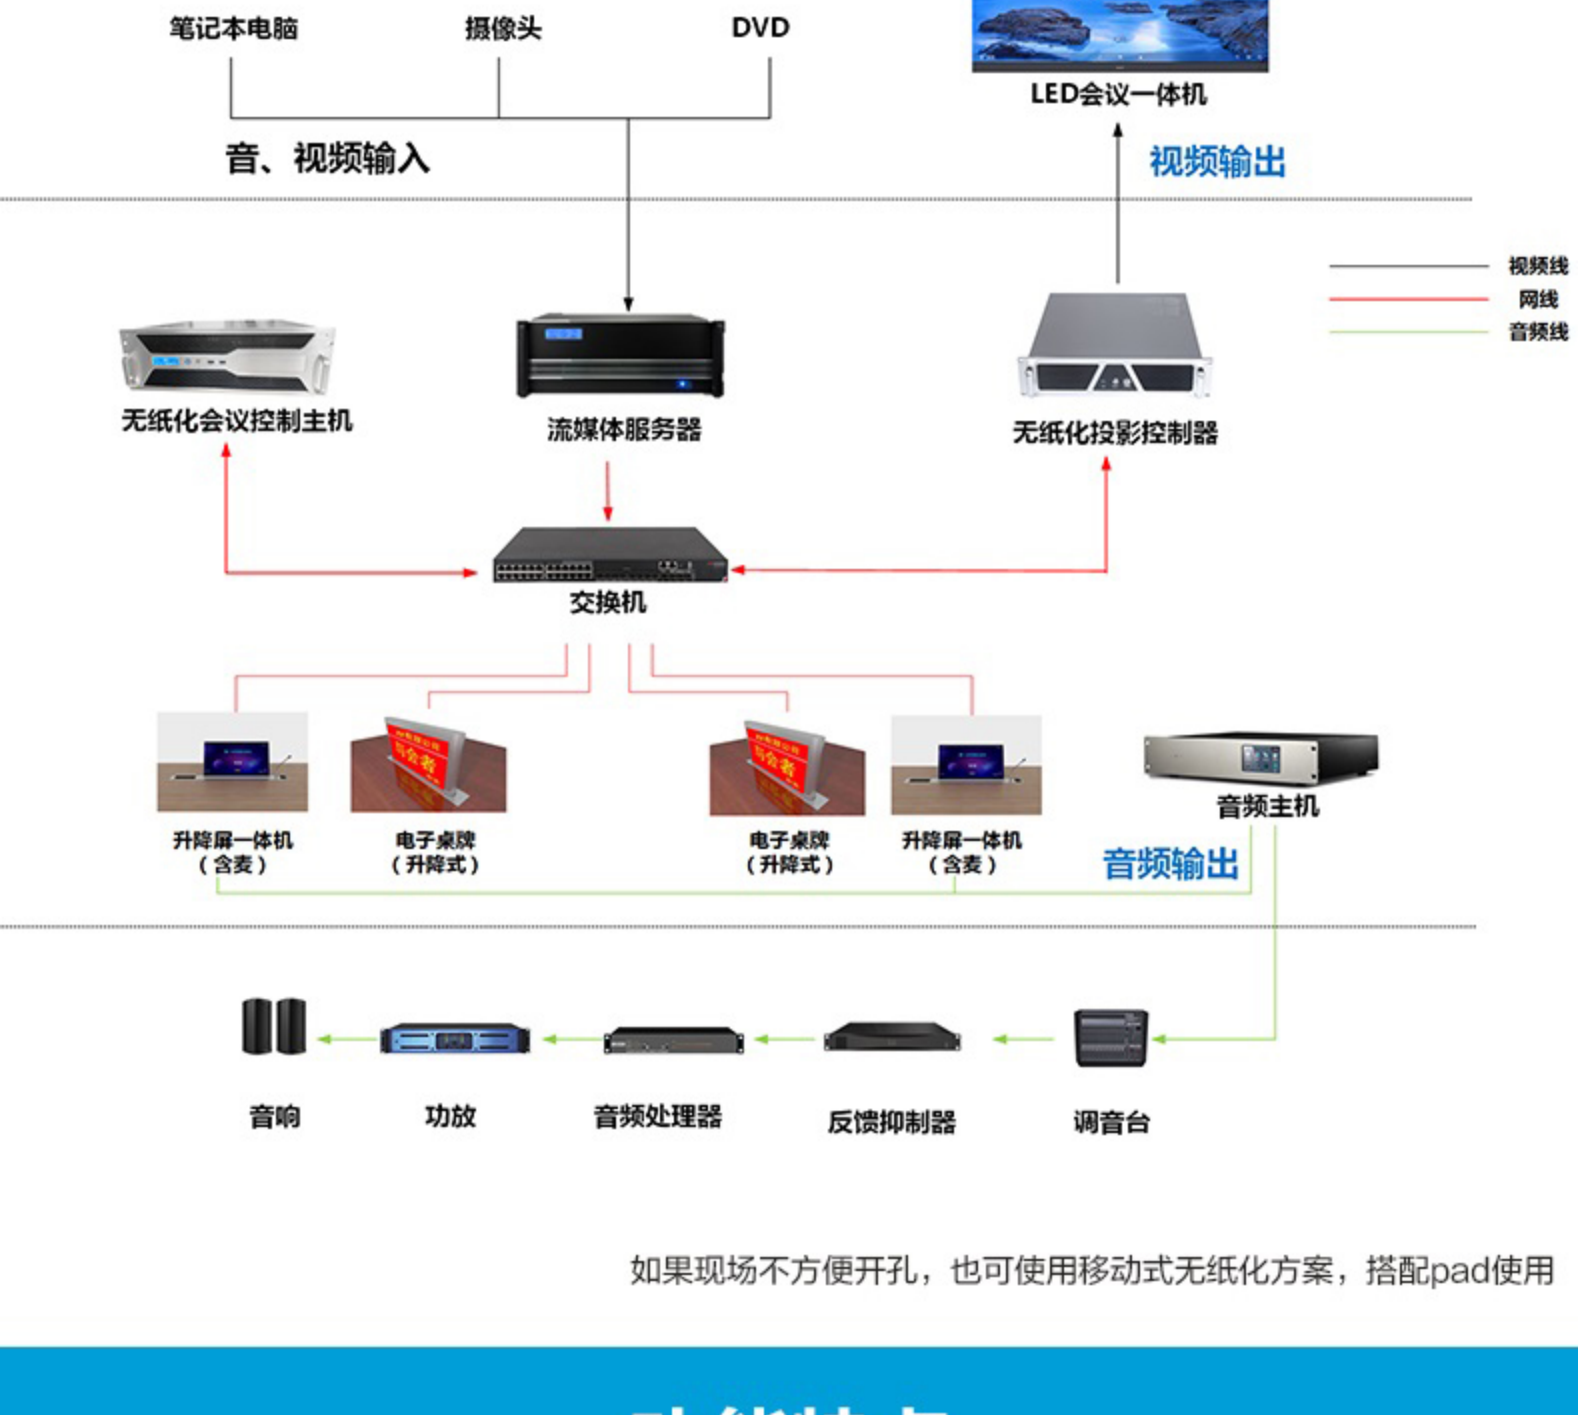 笔记本电脑
摄像头
DVD
LED会议一体机
音、视频输入
视频输出
视频线
网线
音频线
无纸化会议控制主机
流媒体服务器
无纸化投影控制器
交换机
与会者
与会者
升降屏一体机
（含麦）
电子桌牌
（升降式）
电子桌牌
（升降式）
升降屏一体机
（含麦）
音频主机
音频输出
音响
功放
音频处理器
反馈抑制器
调音台
如果现场不方便开孔，也可使用移动式无纸化方案，搭配pad使用